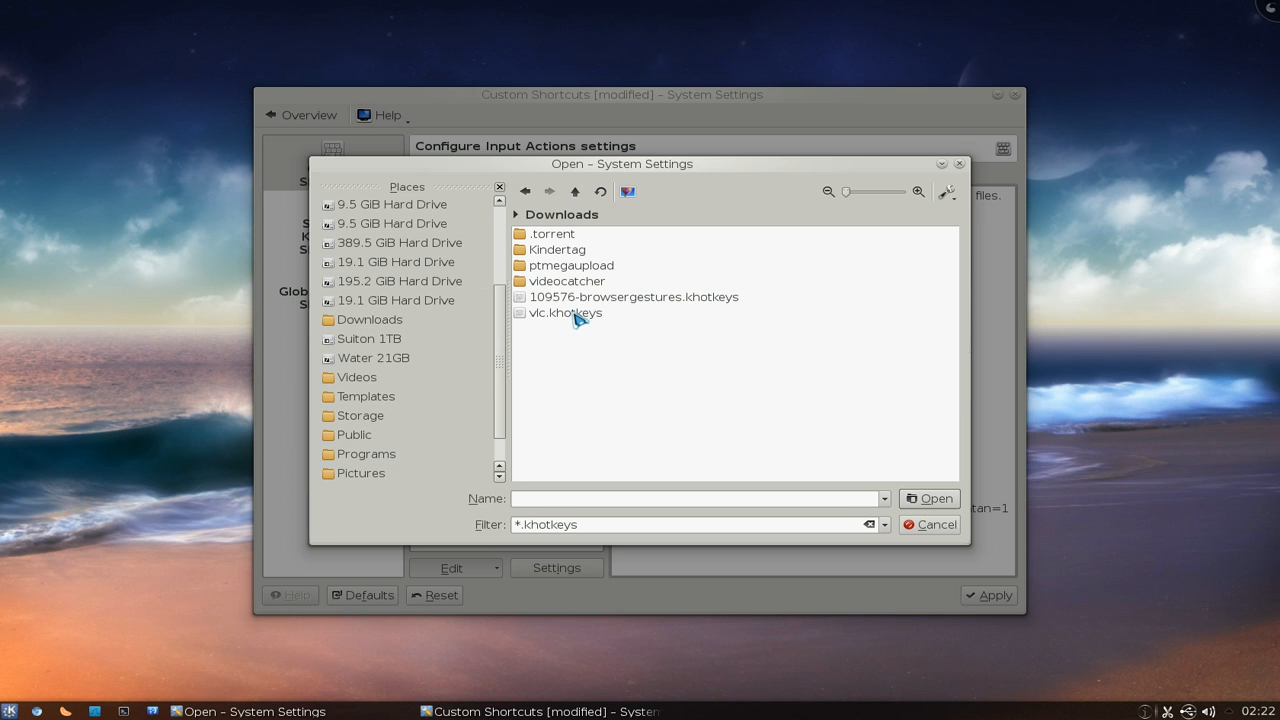 Custom Shortcuts [modified] – System Settings
Overview
Help
Configure Input Actions settings
Open – System Settings
Places
9.5 GiB Hard Drive
9.5 GiB Hard Drive
389.5 GiB Hard Drive
19.1 GiB Hard Drive
195.2 GiB Hard Drive
19.1 GiB Hard Drive
Downloads
Suiton 1TB
Water 21GB
Videos
Templates
Storage
Public
Programs
Pictures
Downloads
.torrent
Kindertag
ptmegaupload
videocatcher
109576-browsergestures.khotkeys
vlc.khotkeys
files.
Glob
tan=1
Name:
Open
Filter: *.khotkeys
Cancel
Edit
Settings
Help
Defaults
Reset
Apply
Open – System Settings
Custom Shortcuts [modified] – System
02:22